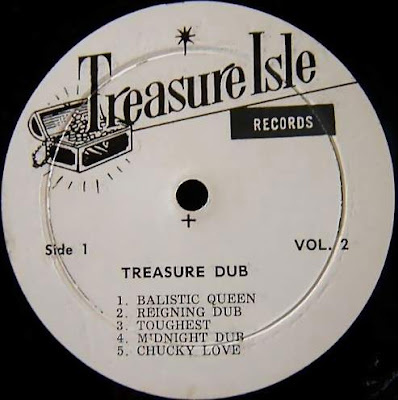 Treasure Isle
RECORDS
Side 1 VOL. 2
TREASURE DUB
1. BALISTIC QUEEN
2. REIGNING DUB
3. TOUGHEST
4. MIDNIGHT DUB
5. CHUCKY LOVE